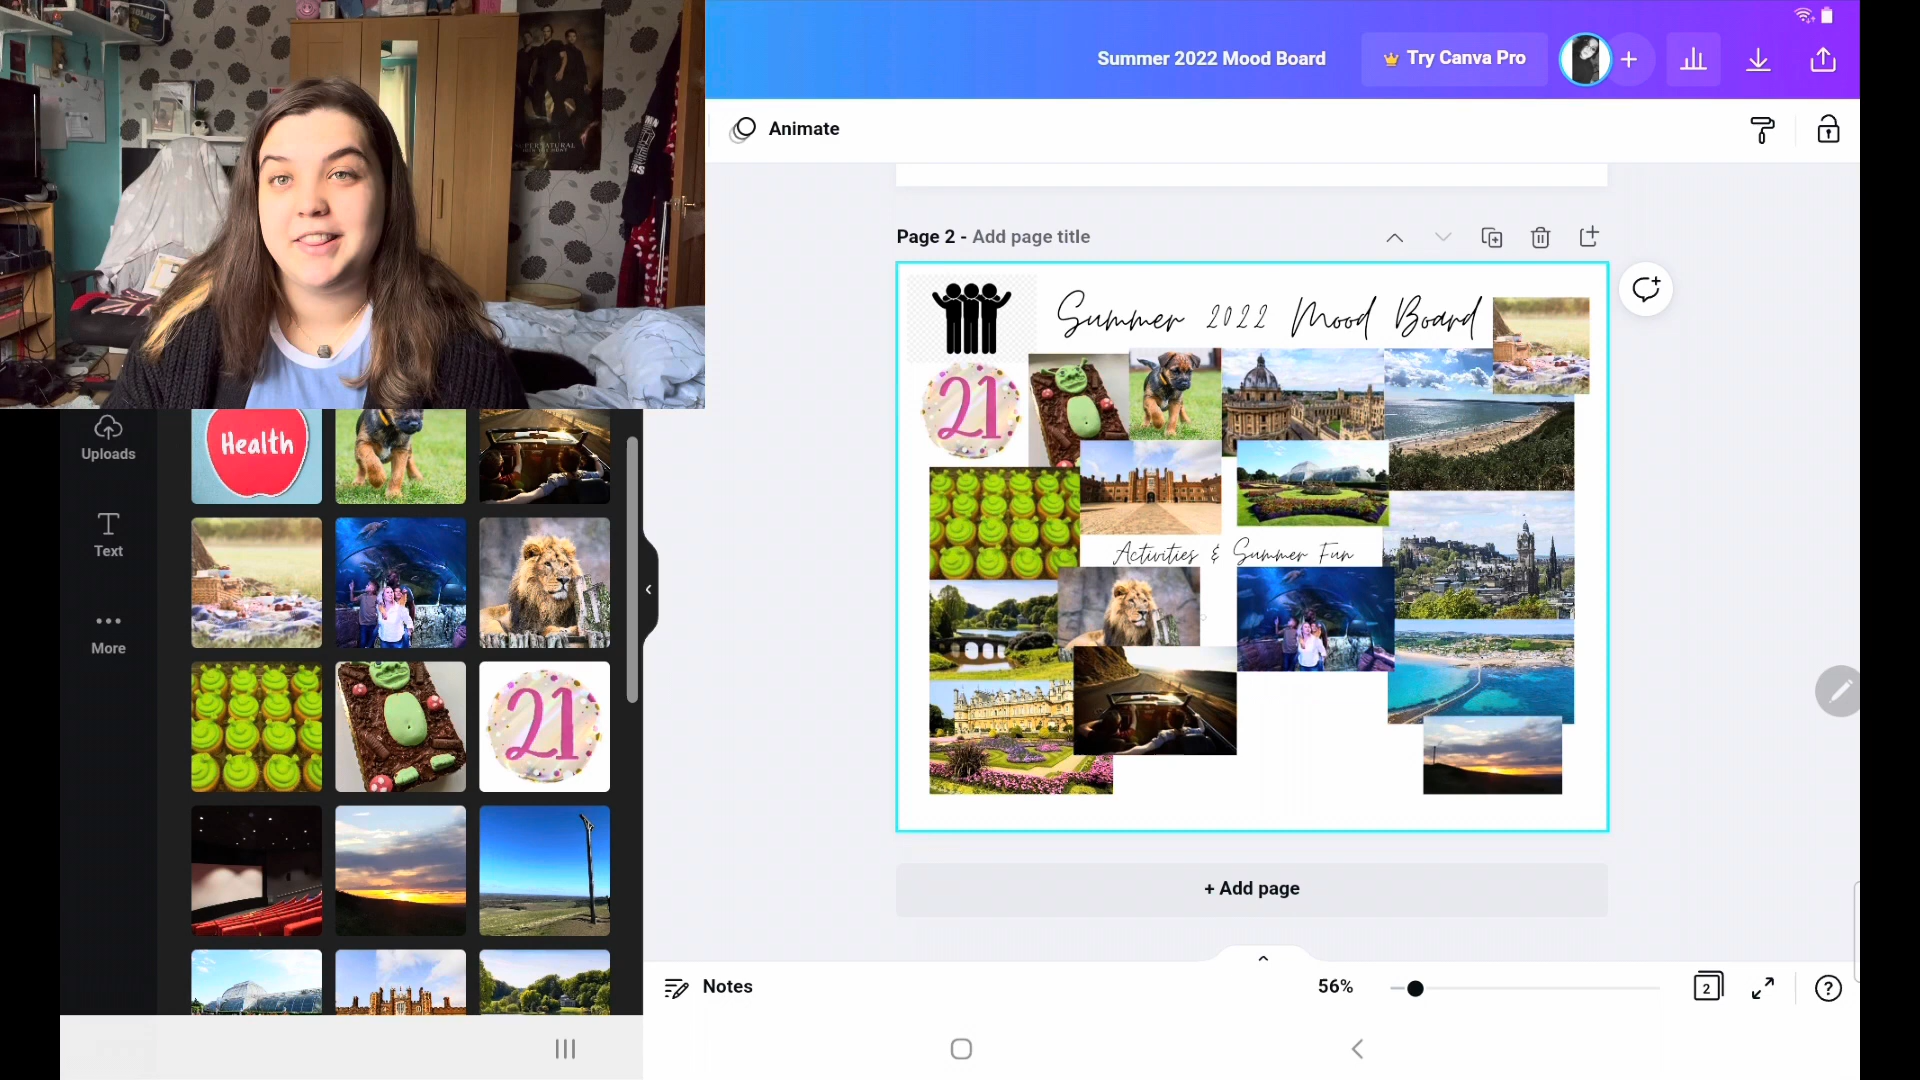 SUPERNATURAL
Summer 2022 Mood Board
Try Canva Pro
Animate
Page 2 - Add page title
Summer 2022 Mood Board
21
Activities & Summer Fun
Uploads
Text
More
Health
21
+ Add page
Notes
56%
2